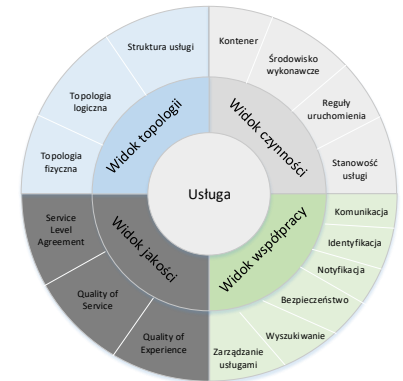 Usługa
Widok topologii
Struktura usługi
Topologia
logiczna
Topologia
fizyczna
Widok czynności
Kontener
Środowisko
wykonawcze
Reguły
uruchomienia
Stanowość
usługi
Widok współpracy
Komunikacja
Identyfikacja
Notyfikacja
Bezpieczeństwo
Wyszukiwanie
Zarządzanie
usługami
Widok jakości
Service
Level
Agreement
Quality of
Service
Quality of
Experience